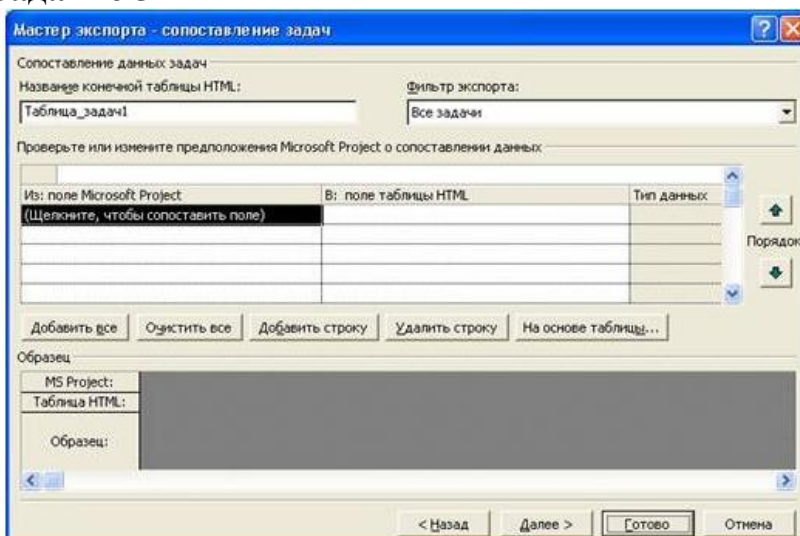 Мастер экспорта - сопоставление задач
Сопоставление данных задач
Название конечной таблицы HTML:
Фильтр экспорта:
Таблица_задач1
Все задачи
Проверьте или измените предположения Microsoft Project о сопоставлении данных
Из: поле Microsoft Project
В: поле таблицы HTML
Тип данных
(Щелкните, чтобы сопоставить поле)
Порядок
Добавить все
Очистить все
Добавить строку
Удалить строку
На основе таблицы...
Образец
MS Project:
Таблица HTML:
Образец:
< Назад
Далее >
Готово
Отмена